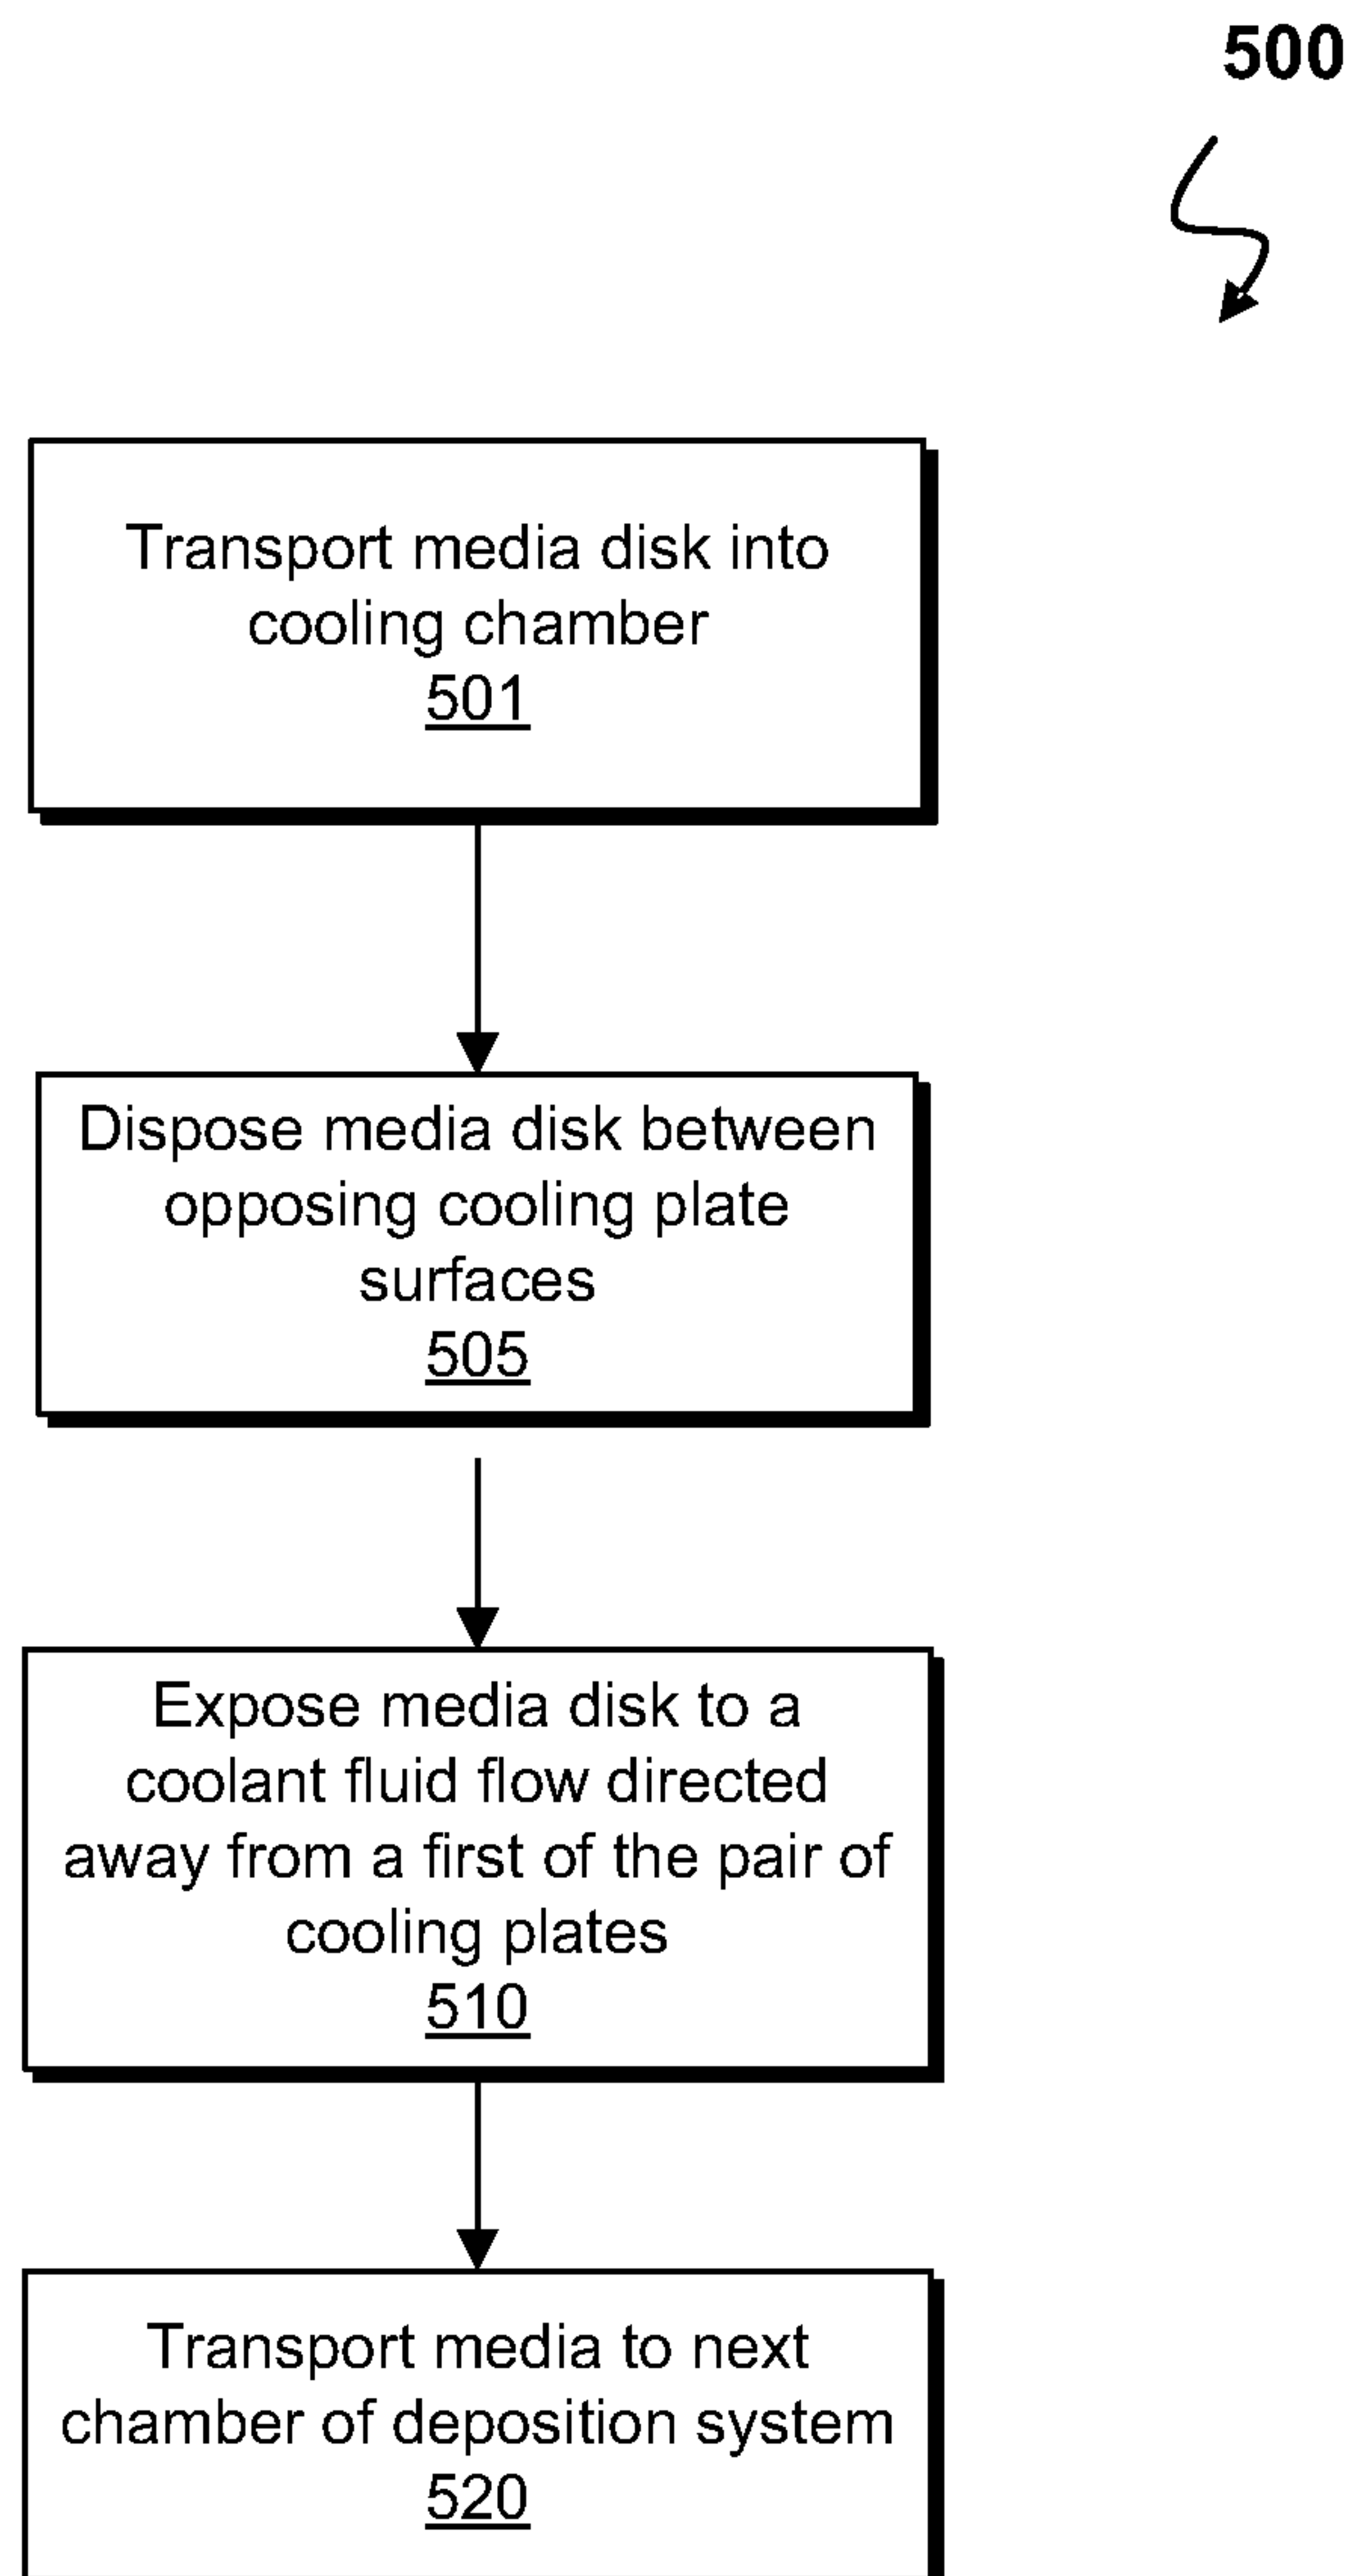 500
Transport media disk into
cooling chamber
501
Dispose media disk between
opposing cooling plate
surfaces
505
Expose media disk to a
coolant fluid flow directed
away from a first of the pair of
cooling plates
510
Transport media to next
chamber of deposition system
520